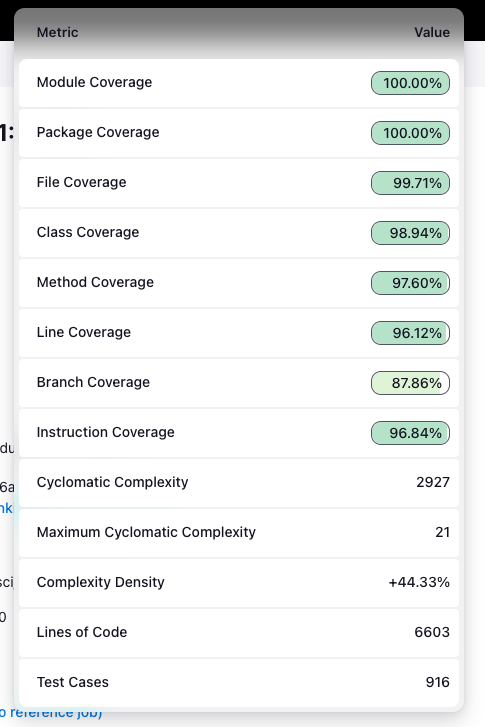 Metric Value
Module Coverage 100.00%
1:
Package Coverage 100.00%
File Coverage 99.71%
Class Coverage 98.94%
Method Coverage 97.60%
Line Coverage 96.12%
Branch Coverage 87.86%
Instruction Coverage 96.84%
du
Cyclomatic Complexity 2927
6a
nk
Maximum Cyclomatic Complexity 21
Complexity Density +44.33%
sci
0
Lines of Code 6603
Test Cases 916
o reference job)